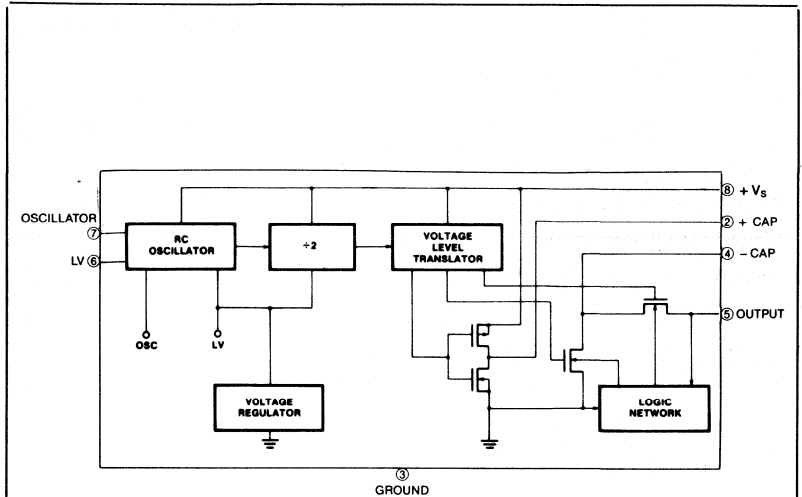 ⑧ + VS
OSCILLATOR
⑦
② + CAP
RC
OSCILLATOR
÷2
VOLTAGE
LEVEL
TRANSLATOR
LV ⑥
④ − CAP
⑤ OUTPUT
OSC
LV
VOLTAGE
REGULATOR
LOGIC
NETWORK
③
GROUND